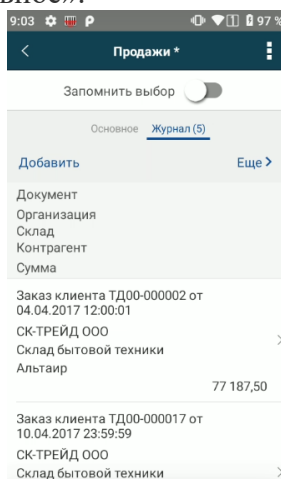 9:03 97 %
Продажи *
Запомнить выбор
Основное Журнал (5)
Добавить Еще
Документ
Организация
Склад
Контрагент
Сумма
Заказ клиента ТД00-000002 от
04.04.2017 12:00:01
СК-ТРЕЙД ООО
Склад бытовой техники
Альтаир
77 187,50
Заказ клиента ТД00-000017 от
10.04.2017 23:59:59
СК-ТРЕЙД ООО
Склад бытовой техники